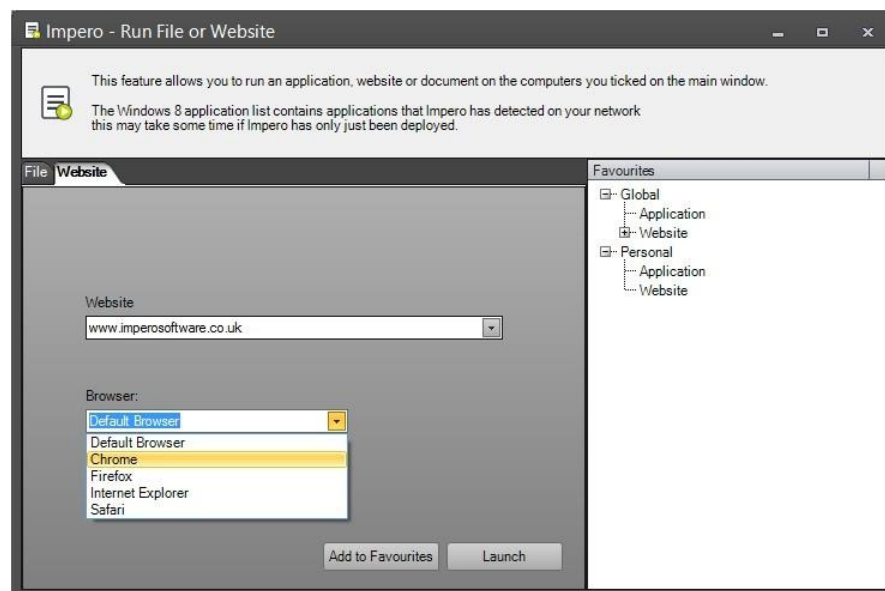 Impero - Run File or Website
This feature allows you to run an application, website or document on the computers you ticked on the main window.
The Windows 8 application list contains applications that Impero has detected on your network
this may take some time if Impero has only just been deployed.
File Website
Website
www.imperosoftware.co.uk
Browser:
Default Browser
Default Browser
Chrome
Firefox
Internet Explorer
Safari
Add to Favourites Launch
Favourites
Global
Application
Website
Personal
Application
Website